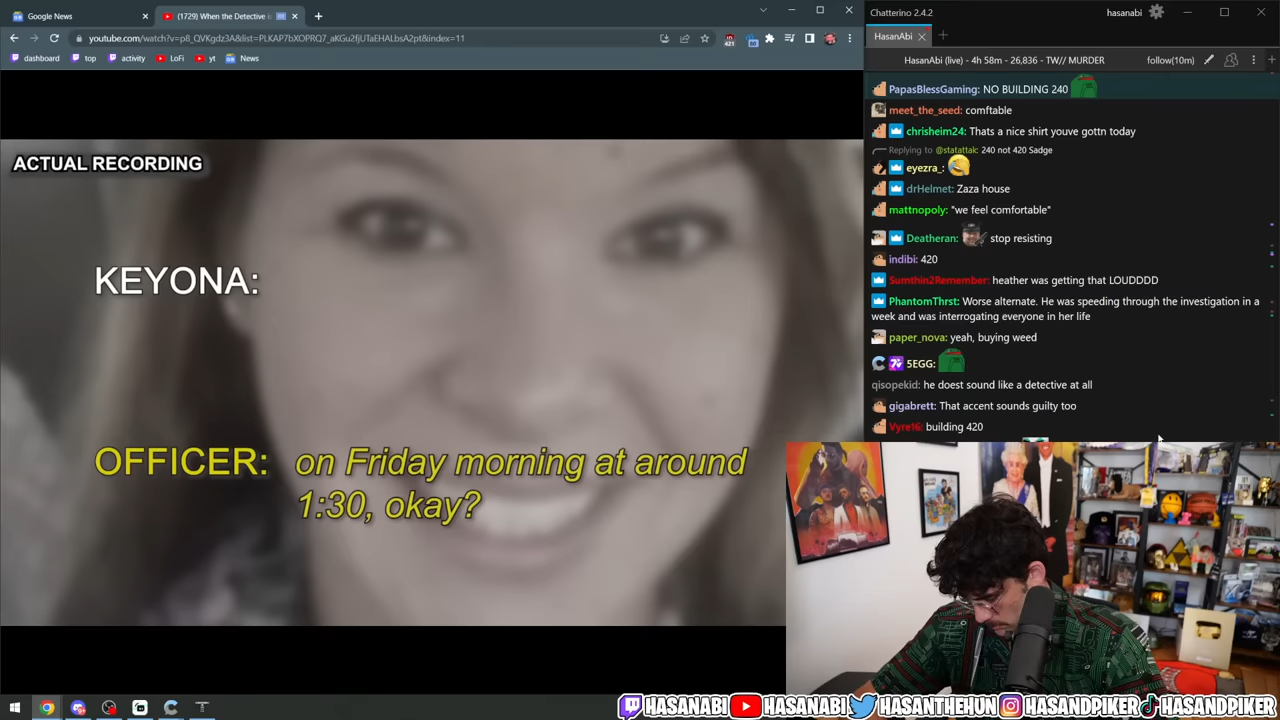 Google News
(1729) When the Detective is
youtube.com/watch?v=p8_QVKgdz3A&list=PLKAP7bXOPRQ7_aKGu2fjUTaEHALbsA2pt&index=11
dashboard
top
activity
LoFi
yt
News
ACTUAL RECORDING
KEYONA:
OFFICER: on Friday morning at around
1:30, okay?
Chatterino 2.4.2
hasanabi
HasanAbi
HasanAbi (live) - 4h 58m - 26,836 - TW// MURDER
follow(10m)
PapasBlessGaming: NO BUILDING 240
meet_the_seed: comftable
chrisheim24: Thats a nice shirt youve gottn today
Replying to @statattak: 240 not 420 Sadge
eyezra_:
drHelmet: Zaza house
mattnopoly: "we feel comfortable"
Deatheran: stop resisting
indibi: 420
Sumthin2Remember: heather was getting that LOUDDDD
PhantomThrst: Worse alternate. He was speeding through the investigation in a
week and was interrogating everyone in her life
paper_nova: yeah, buying weed
5EGG:
qisopekid: he doest sound like a detective at all
gigabrett: That accent sounds guilty too
Vyre16: building 420
HASANABI
HASANABI
HASANTHEHUN
HASANDPIKER
HASANDPIKER